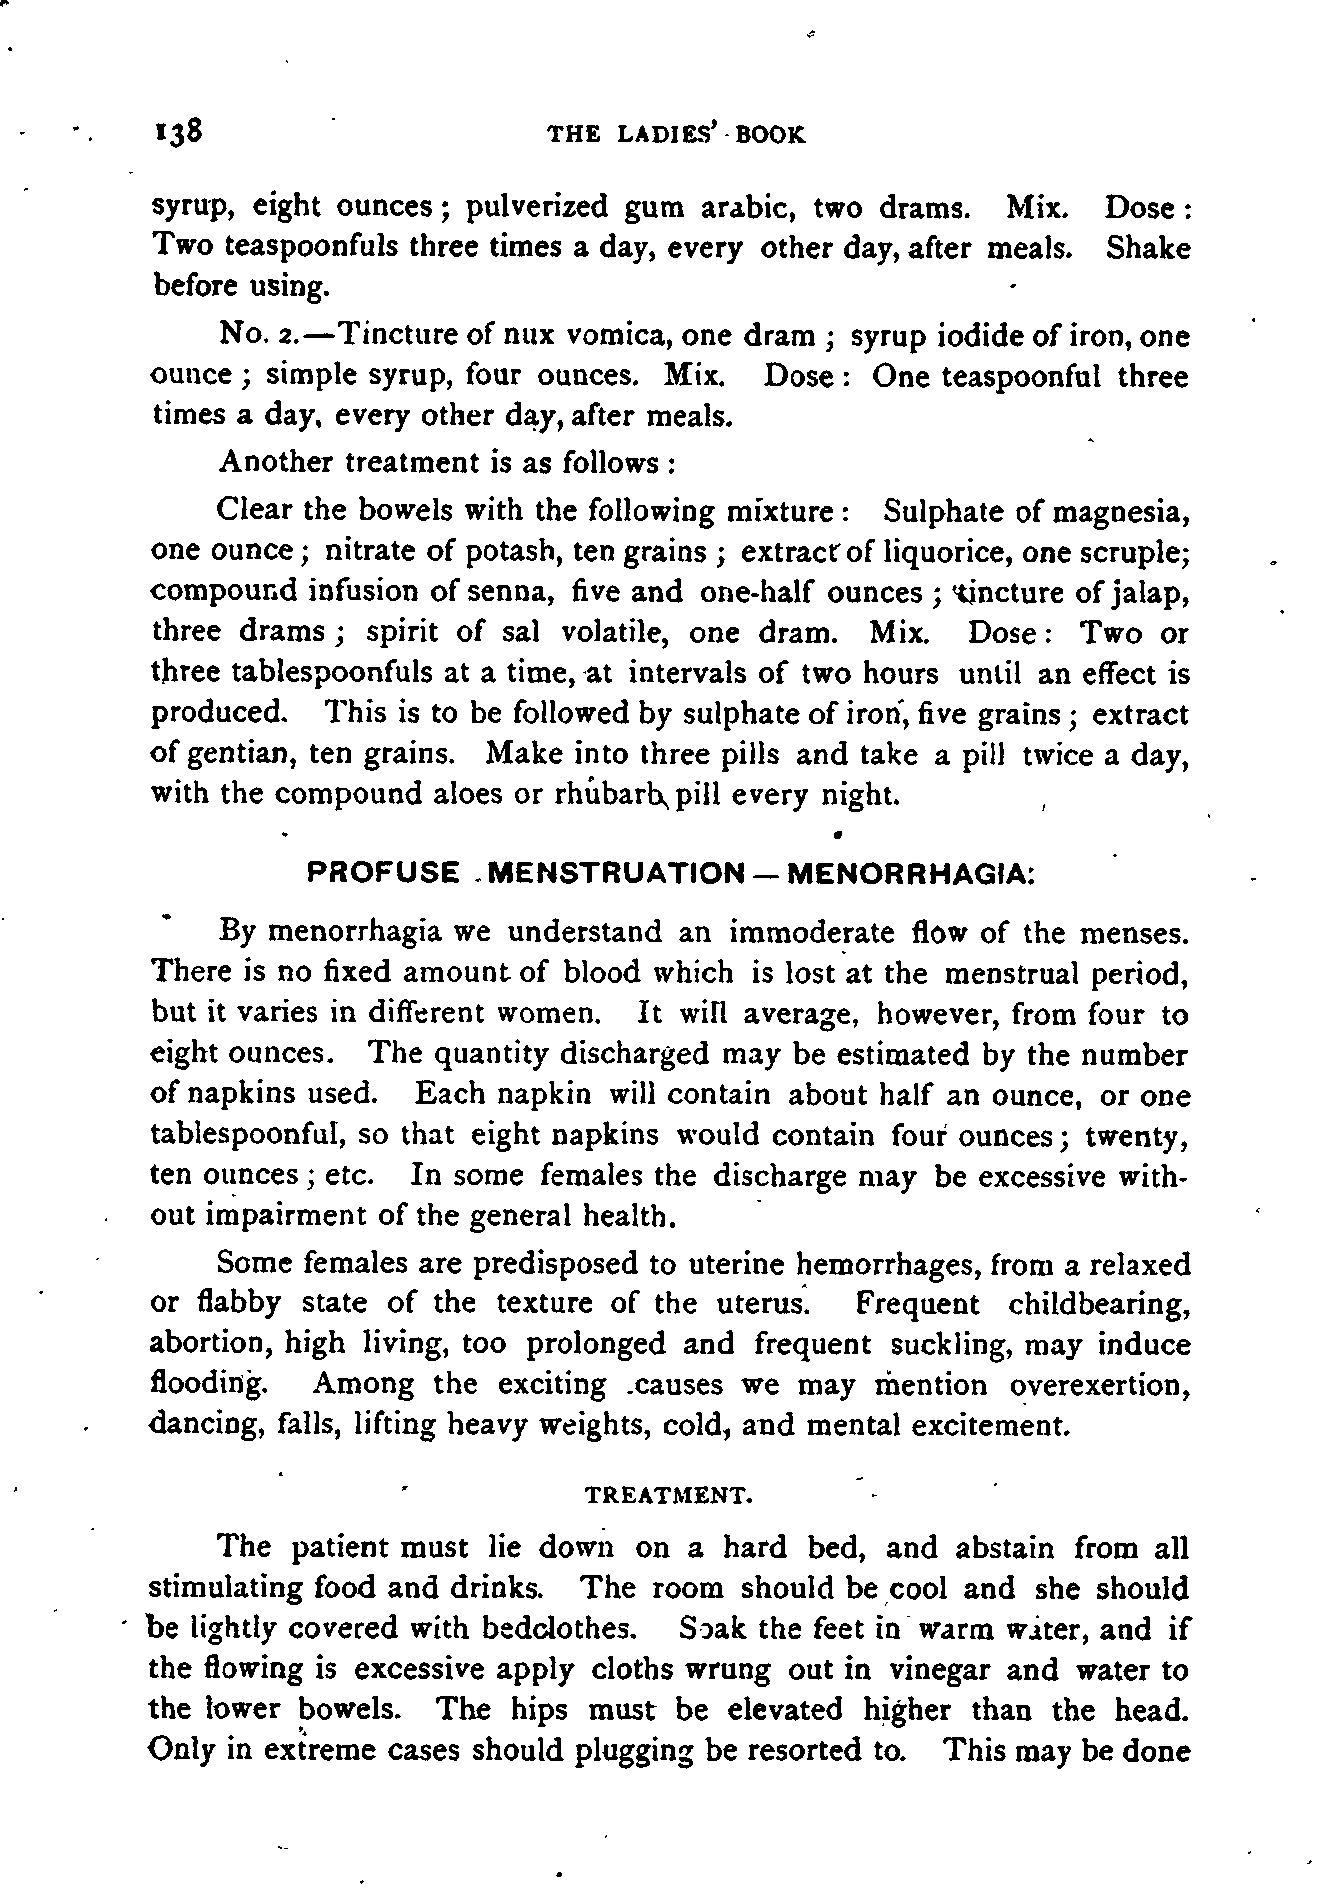 138 THE LADIES' BOOK
syrup, eight ounces; pulverized gum arabic, two drams. Mix. Dose:
Two teaspoonfuls three times a day, every other day, after meals. Shake
before using.
No. 2.—Tincture of nux vomica, one dram; syrup iodide of iron, one
ounce; simple syrup, four ounces. Mix. Dose: One teaspoonful three
times a day, every other day, after meals.
Another treatment is as follows:
Clear the bowels with the following mixture: Sulphate of magnesia,
one ounce; nitrate of potash, ten grains; extract of liquorice, one scruple;
compound infusion of senna, five and one-half ounces; tincture of jalap,
three drams; spirit of sal volatile, one dram. Mix. Dose: Two or
three tablespoonfuls at a time, at intervals of two hours until an effect is
produced. This is to be followed by sulphate of iron, five grains; extract
of gentian, ten grains. Make into three pills and take a pill twice a day,
with the compound aloes or rhubarb pill every night.
PROFUSE MENSTRUATION — MENORRHAGIA:
By menorrhagia we understand an immoderate flow of the menses.
There is no fixed amount of blood which is lost at the menstrual period,
but it varies in different women. It will average, however, from four to
eight ounces. The quantity discharged may be estimated by the number
of napkins used. Each napkin will contain about half an ounce, or one
tablespoonful, so that eight napkins would contain four ounces; twenty,
ten ounces; etc. In some females the discharge may be excessive with-
out impairment of the general health.
Some females are predisposed to uterine hemorrhages, from a relaxed
or flabby state of the texture of the uterus. Frequent childbearing,
abortion, high living, too prolonged and frequent suckling, may induce
flooding. Among the exciting causes we may mention overexertion,
dancing, falls, lifting heavy weights, cold, and mental excitement.
TREATMENT.
The patient must lie down on a hard bed, and abstain from all
stimulating food and drinks. The room should be cool and she should
be lightly covered with bedclothes. Soak the feet in warm water, and if
the flowing is excessive apply cloths wrung out in vinegar and water to
the lower bowels. The hips must be elevated higher than the head.
Only in extreme cases should plugging be resorted to. This may be done